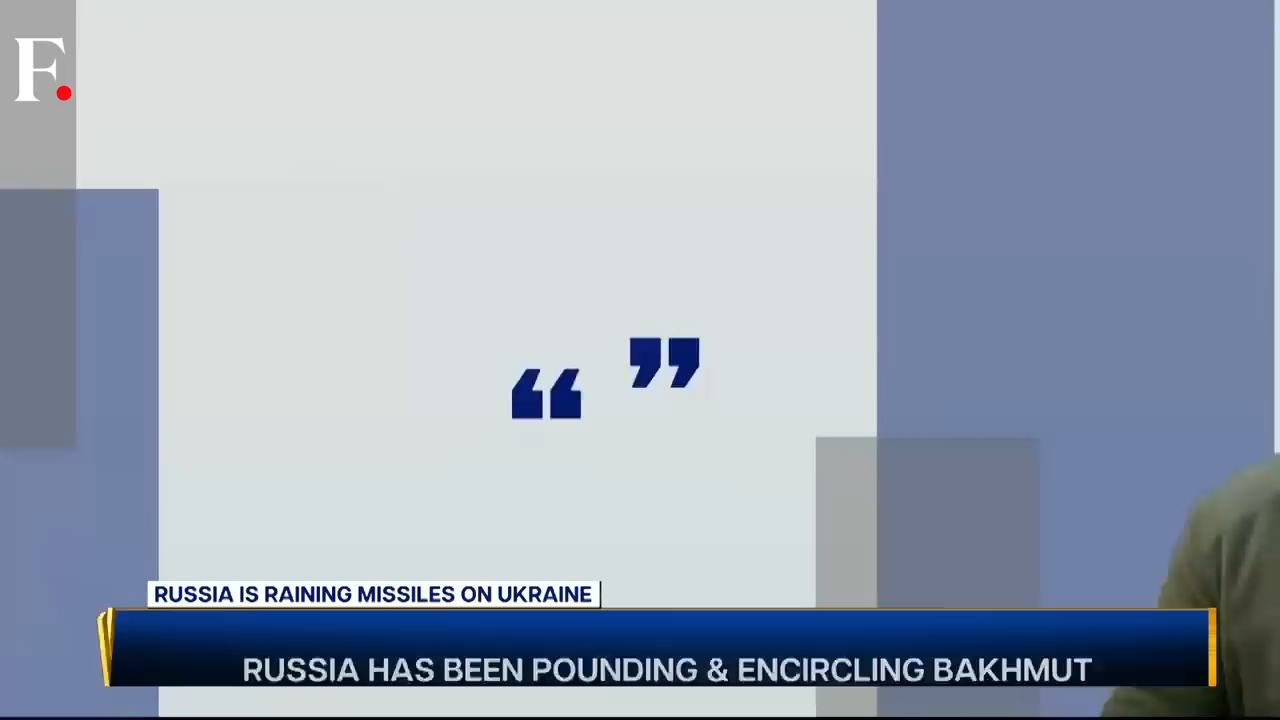 F.
“ ”
RUSSIA IS RAINING MISSILES ON UKRAINE
RUSSIA HAS BEEN POUNDING & ENCIRCLING BAKHMUT